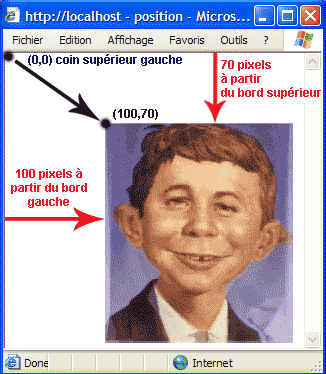 http://localhost - position - Micros...
Fichier Edition Affichage Favoris Outils ?
(0,0) coin supérieur gauche
70 pixels
à partir
du bord supérieur
(100,70)
100 pixels à
partir du bord
gauche
Done
Internet